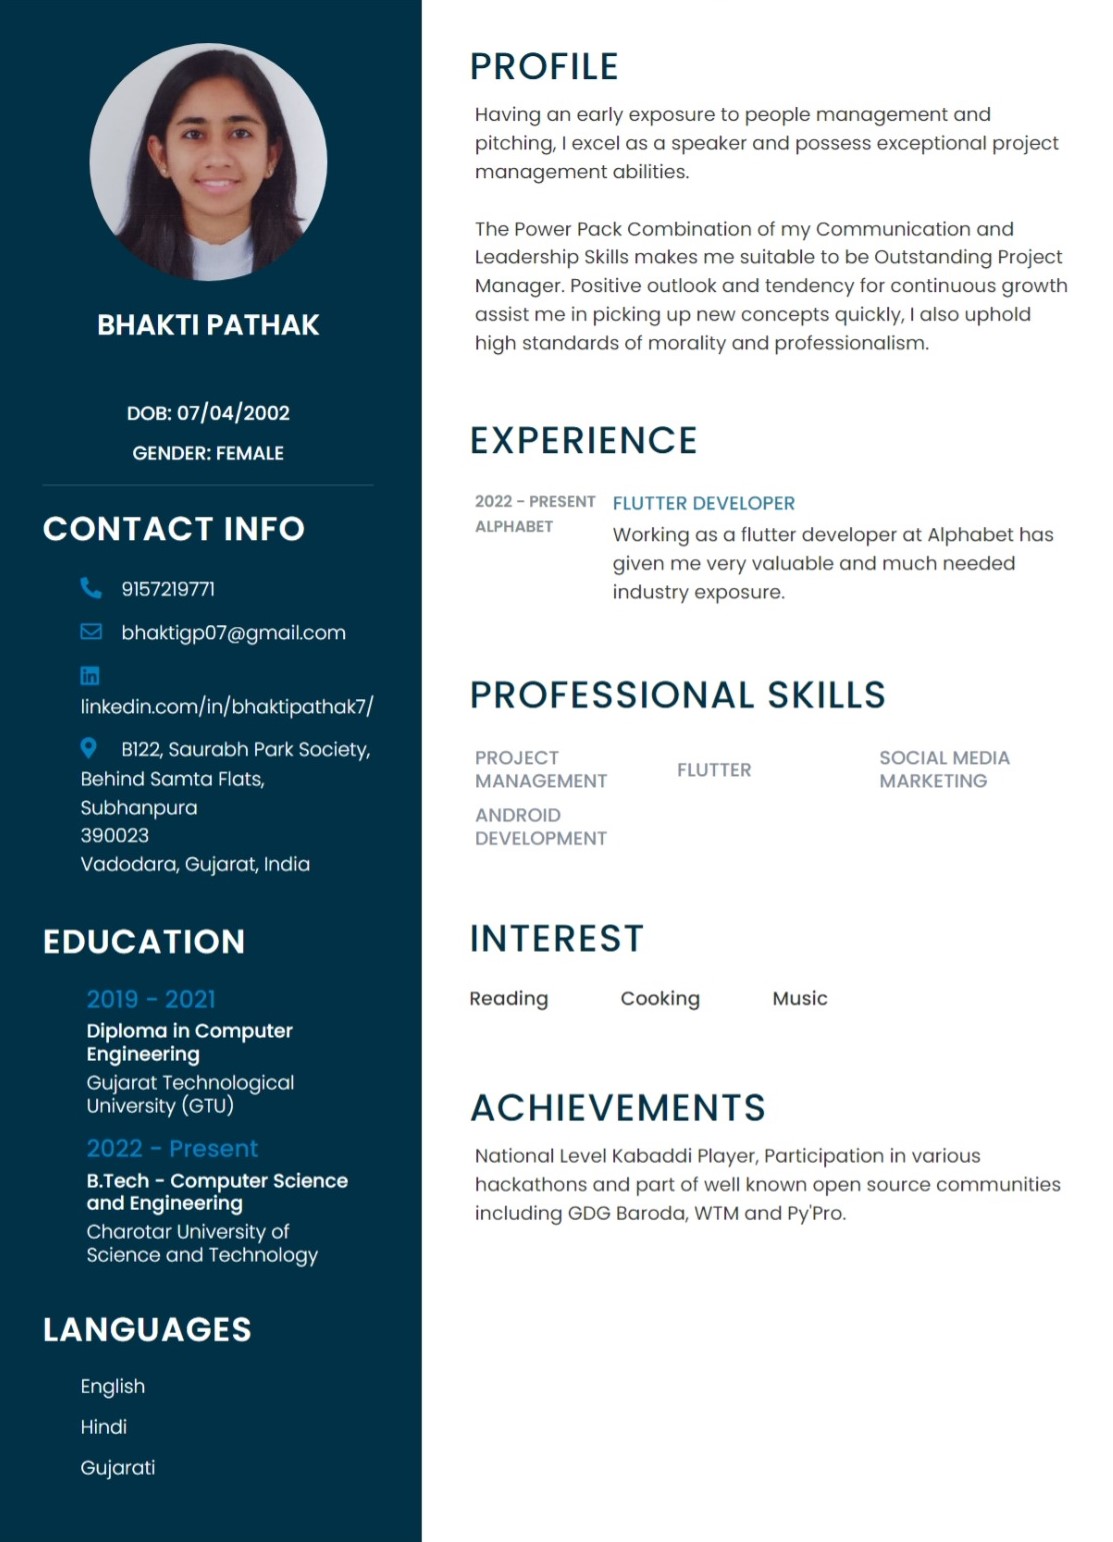 BHAKTI PATHAK
DOB: 07/04/2002
GENDER: FEMALE
CONTACT INFO
9157219771
bhaktigp07@gmail.com
in
linkedin.com/in/bhaktipathak7/
B122, Saurabh Park Society,
Behind Samta Flats,
Subhanpura
390023
Vadodara, Gujarat, India
EDUCATION
2019 - 2021
Diploma in Computer
Engineering
Gujarat Technological
University (GTU)
2022 - Present
B.Tech - Computer Science
and Engineering
Charotar University of
Science and Technology
LANGUAGES
English
Hindi
Gujarati
PROFILE
Having an early exposure to people management and
pitching, I excel as a speaker and possess exceptional project
management abilities.
The Power Pack Combination of my Communication and
Leadership Skills makes me suitable to be Outstanding Project
Manager. Positive outlook and tendency for continuous growth
assist me in picking up new concepts quickly, I also uphold
high standards of morality and professionalism.
EXPERIENCE
2022 - PRESENT
ALPHABET
FLUTTER DEVELOPER
Working as a flutter developer at Alphabet has
given me very valuable and much needed
industry exposure.
PROFESSIONAL SKILLS
PROJECT
MANAGEMENT
FLUTTER
SOCIAL MEDIA
MARKETING
ANDROID
DEVELOPMENT
INTEREST
Reading Cooking Music
ACHIEVEMENTS
National Level Kabaddi Player, Participation in various
hackathons and part of well known open source communities
including GDG Baroda, WTM and Py'Pro.